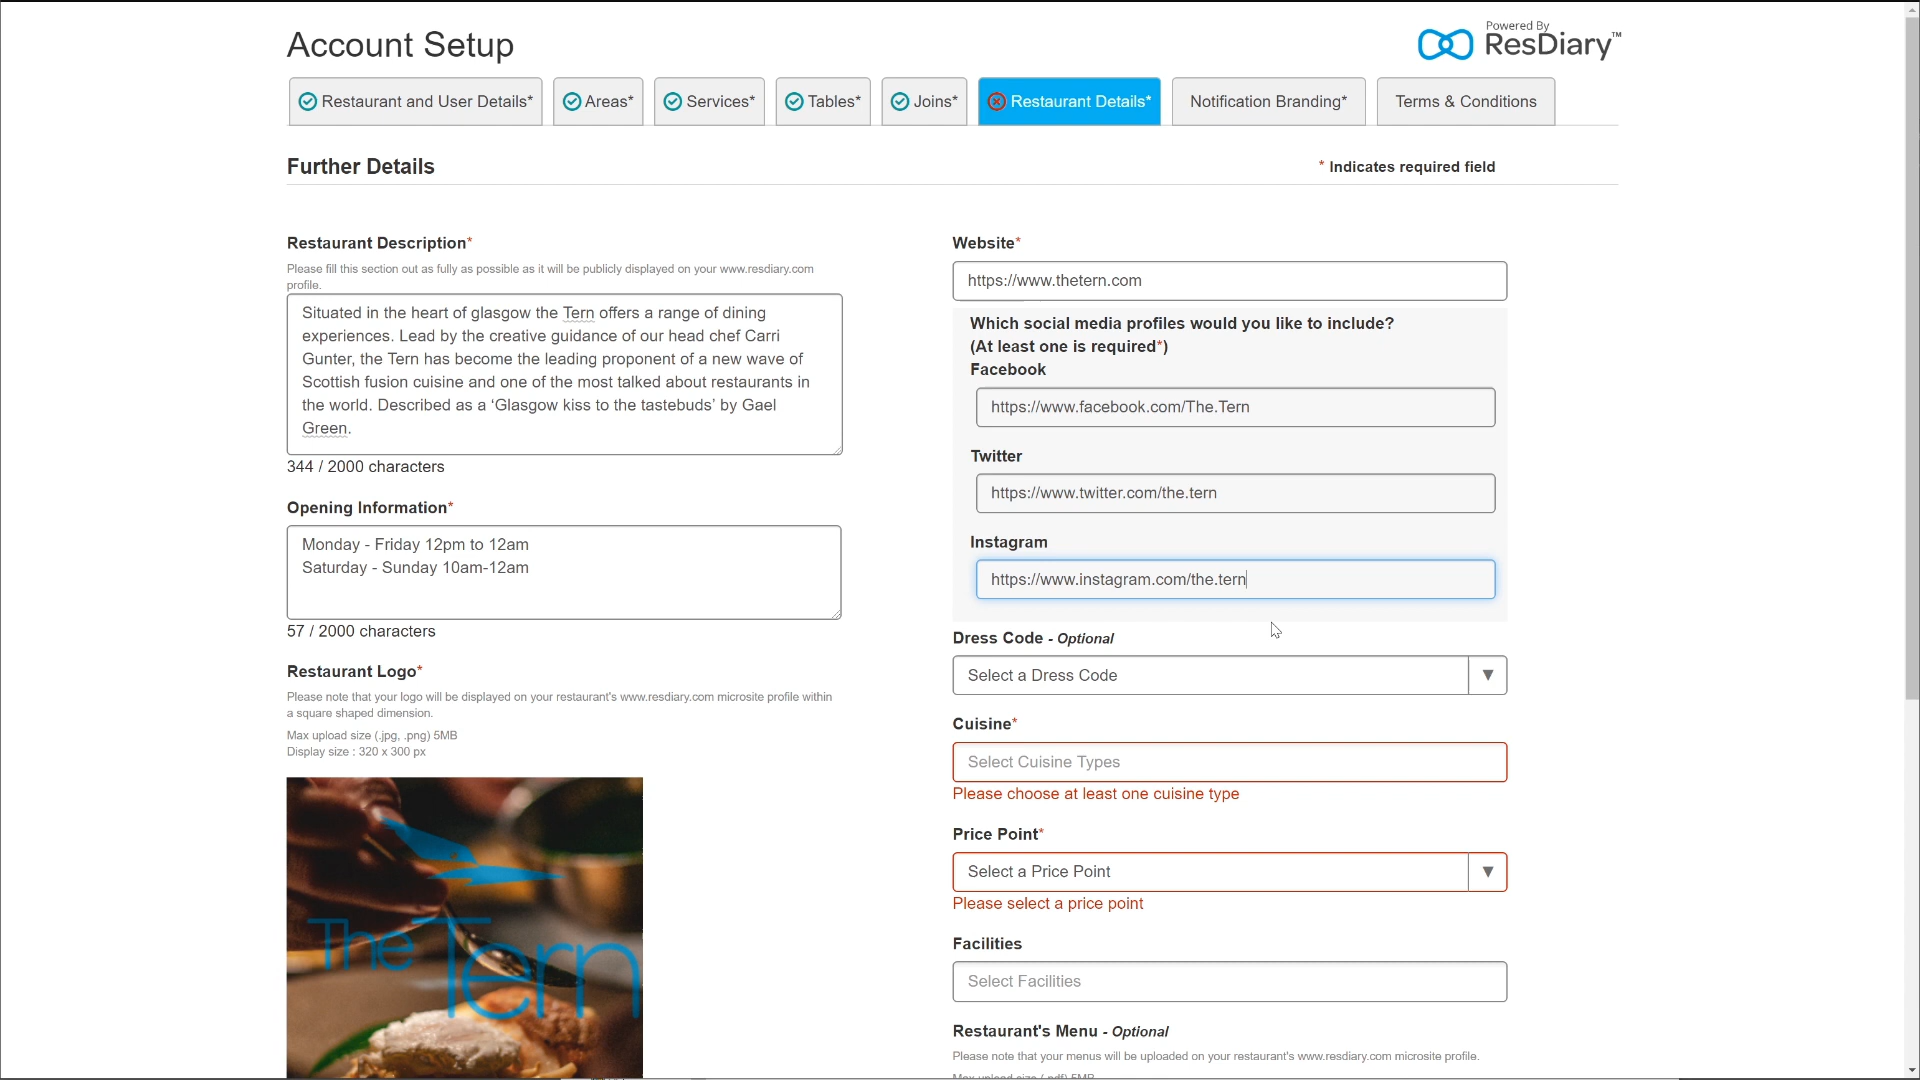 Account Setup
Powered By
ResDiary™
Restaurant and User Details*
Areas*
Services*
Tables*
Joins*
Restaurant Details*
Notification Branding*
Terms & Conditions
Further Details
* Indicates required field
Restaurant Description*
Please fill this section out as fully as possible as it will be publicly displayed on your www.resdiary.com
profile.
Situated in the heart of glasgow the Tern offers a range of dining
experiences. Lead by the creative guidance of our head chef Carri
Gunter, the Tern has become the leading proponent of a new wave of
Scottish fusion cuisine and one of the most talked about restaurants in
the world. Described as a ‘Glasgow kiss to the tastebuds’ by Gael
Green.
344 / 2000 characters
Opening Information*
Monday - Friday 12pm to 12am
Saturday - Sunday 10am-12am
57 / 2000 characters
Restaurant Logo*
Please note that your logo will be displayed on your restaurant's www.resdiary.com microsite profile within
a square shaped dimension.
Max upload size (.jpg, .png) 5MB
Display size : 320 x 300 px
The Tern
Website*
https://www.thetern.com
Which social media profiles would you like to include?
(At least one is required*)
Facebook
https://www.facebook.com/The.Tern
Twitter
https://www.twitter.com/the.tern
Instagram
https://www.instagram.com/the.tern
Dress Code - Optional
Select a Dress Code
Cuisine*
Select Cuisine Types
Please choose at least one cuisine type
Price Point*
Select a Price Point
Please select a price point
Facilities
Select Facilities
Restaurant's Menu - Optional
Please note that your menus will be uploaded on your restaurant's www.resdiary.com microsite profile.
Max upload size (.pdf) 5MB